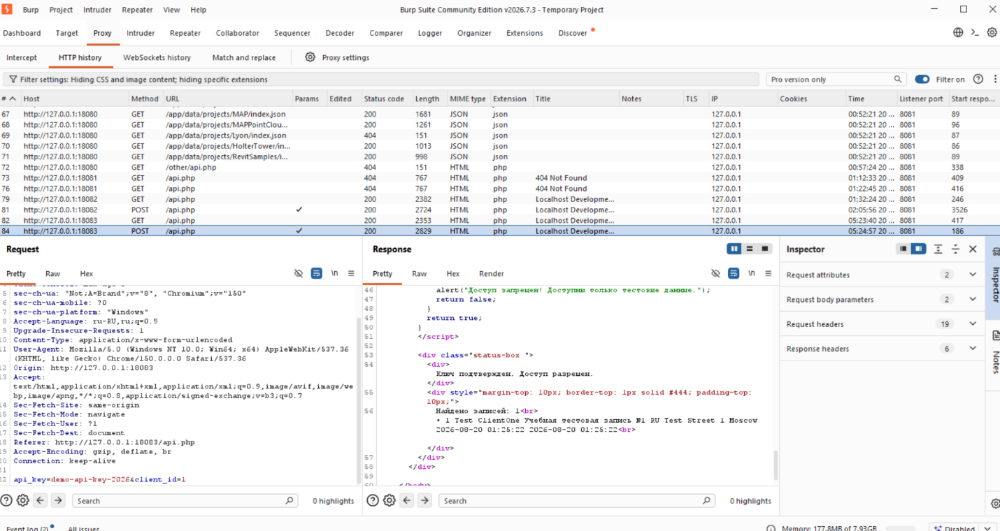 Burp Project Intruder Repeater View Help Burp Suite Community Edition v2026.7.3 - Temporary Project
Dashboard Target Proxy Intruder Repeater Collaborator Sequencer Decoder Comparer Logger Organizer Extensions Discover
Intercept HTTP history WebSockets history Match and replace Proxy settings
Filter settings: Hiding CSS and image content; hiding specific extensions Pro version only Filter on
# Host Method URL Params Edited Status code Length MIME type Extension Title Notes TLS IP Cookies Time Listener port Start respo...
67 http://127.0.0.1:18080 GET /app/data/projects/MAP/index.json 200 1681 JSON json 127.0.0.1 00:52:21 20 ... 8081 89
68 http://127.0.0.1:18080 GET /app/data/projects/MAPPointClou... 200 1261 JSON json 127.0.0.1 00:52:21 20 ... 8081 96
69 http://127.0.0.1:18080 GET /app/data/projects/Lyon/index.json 404 151 JSON json 127.0.0.1 00:52:21 20 ... 8081 87
70 http://127.0.0.1:18080 GET /app/data/projects/HolterTower/in... 200 1013 JSON json 127.0.0.1 00:52:21 20 ... 8081 86
71 http://127.0.0.1:18080 GET /app/data/projects/RevitSamples/i... 200 998 JSON json 127.0.0.1 00:52:21 20 ... 8081 89
72 http://127.0.0.1:18080 GET /other/api.php 404 151 HTML php 127.0.0.1 00:57:24 20 ... 8081 338
73 http://127.0.0.1:18081 GET /api.php 404 767 HTML php 404 Not Found 127.0.0.1 01:12:33 20 ... 8081 409
76 http://127.0.0.1:18081 GET /api.php 404 767 HTML php 404 Not Found 127.0.0.1 01:22:45 20 ... 8081 416
79 http://127.0.0.1:18082 GET /api.php 200 2382 HTML php Localhost Developme... 127.0.0.1 01:32:24 20 ... 8081 246
81 http://127.0.0.1:18082 POST /api.php ✓ 200 2724 HTML php Localhost Developme... 127.0.0.1 02:05:56 20 ... 8081 3526
82 http://127.0.0.1:18083 GET /api.php 200 2353 HTML php Localhost Developme... 127.0.0.1 05:23:40 20 ... 8081 417
84 http://127.0.0.1:18083 POST /api.php ✓ 200 2829 HTML php Localhost Developme... 127.0.0.1 05:24:57 20 ... 8081 186
Request
Pretty Raw Hex \n
5 sec-ch-ua: "Not;A=Brand";v="8", "Chromium";v="150"
6 sec-ch-ua-mobile: ?0
7 sec-ch-ua-platform: "Windows"
8 Accept-Language: ru-RU,ru;q=0.9
9 Upgrade-Insecure-Requests: 1
10 Content-Type: application/x-www-form-urlencoded
11 User-Agent: Mozilla/5.0 (Windows NT 10.0; Win64; x64) AppleWebKit/537.36
(KHTML, like Gecko) Chrome/150.0.0.0 Safari/537.36
12 Origin: http://127.0.0.1:18083
13 Accept:
text/html,application/xhtml+xml,application/xml;q=0.9,image/avif,image/we
bp,image/apng,*/*;q=0.8,application/signed-exchange;v=b3;q=0.7
14 Sec-Fetch-Site: same-origin
15 Sec-Fetch-Mode: navigate
16 Sec-Fetch-User: ?1
17 Sec-Fetch-Dest: document
18 Referer: http://127.0.0.1:18083/api.php
19 Accept-Encoding: gzip, deflate, br
20 Connection: keep-alive
21
22 api_key=demo-api-key-2026&client_id=1
Search 0 highlights
Response
Pretty Raw Hex Render \n
46 alert("Доступ запрещен! Доступны только тестовые данные.");
47 return false;
48 }
49 return true;
50 }
51 </script>
52
53 <div class="status-box ">
54 <div>
Ключ подтвержден. Доступ разрешен.
</div>
55 <div style="margin-top: 10px; border-top: 1px solid #444; padding-top:
10px;">
56 Найдено записей: 1<br>
• 1 Test ClientOne Учебная тестовая запись №1 RU Test Street 1 Moscow
2026-08-20 01:25:22 2026-08-20 01:25:22<br>
</div>
57 </div>
58 </div>
59
60 </body>
Search 0 highlights
Inspector
Request attributes 2
Request body parameters 2
Request headers 19
Response headers 6
Inspector
Notes
Event log (2) All issues Memory: 177.8MB of 7.93GB Disabled